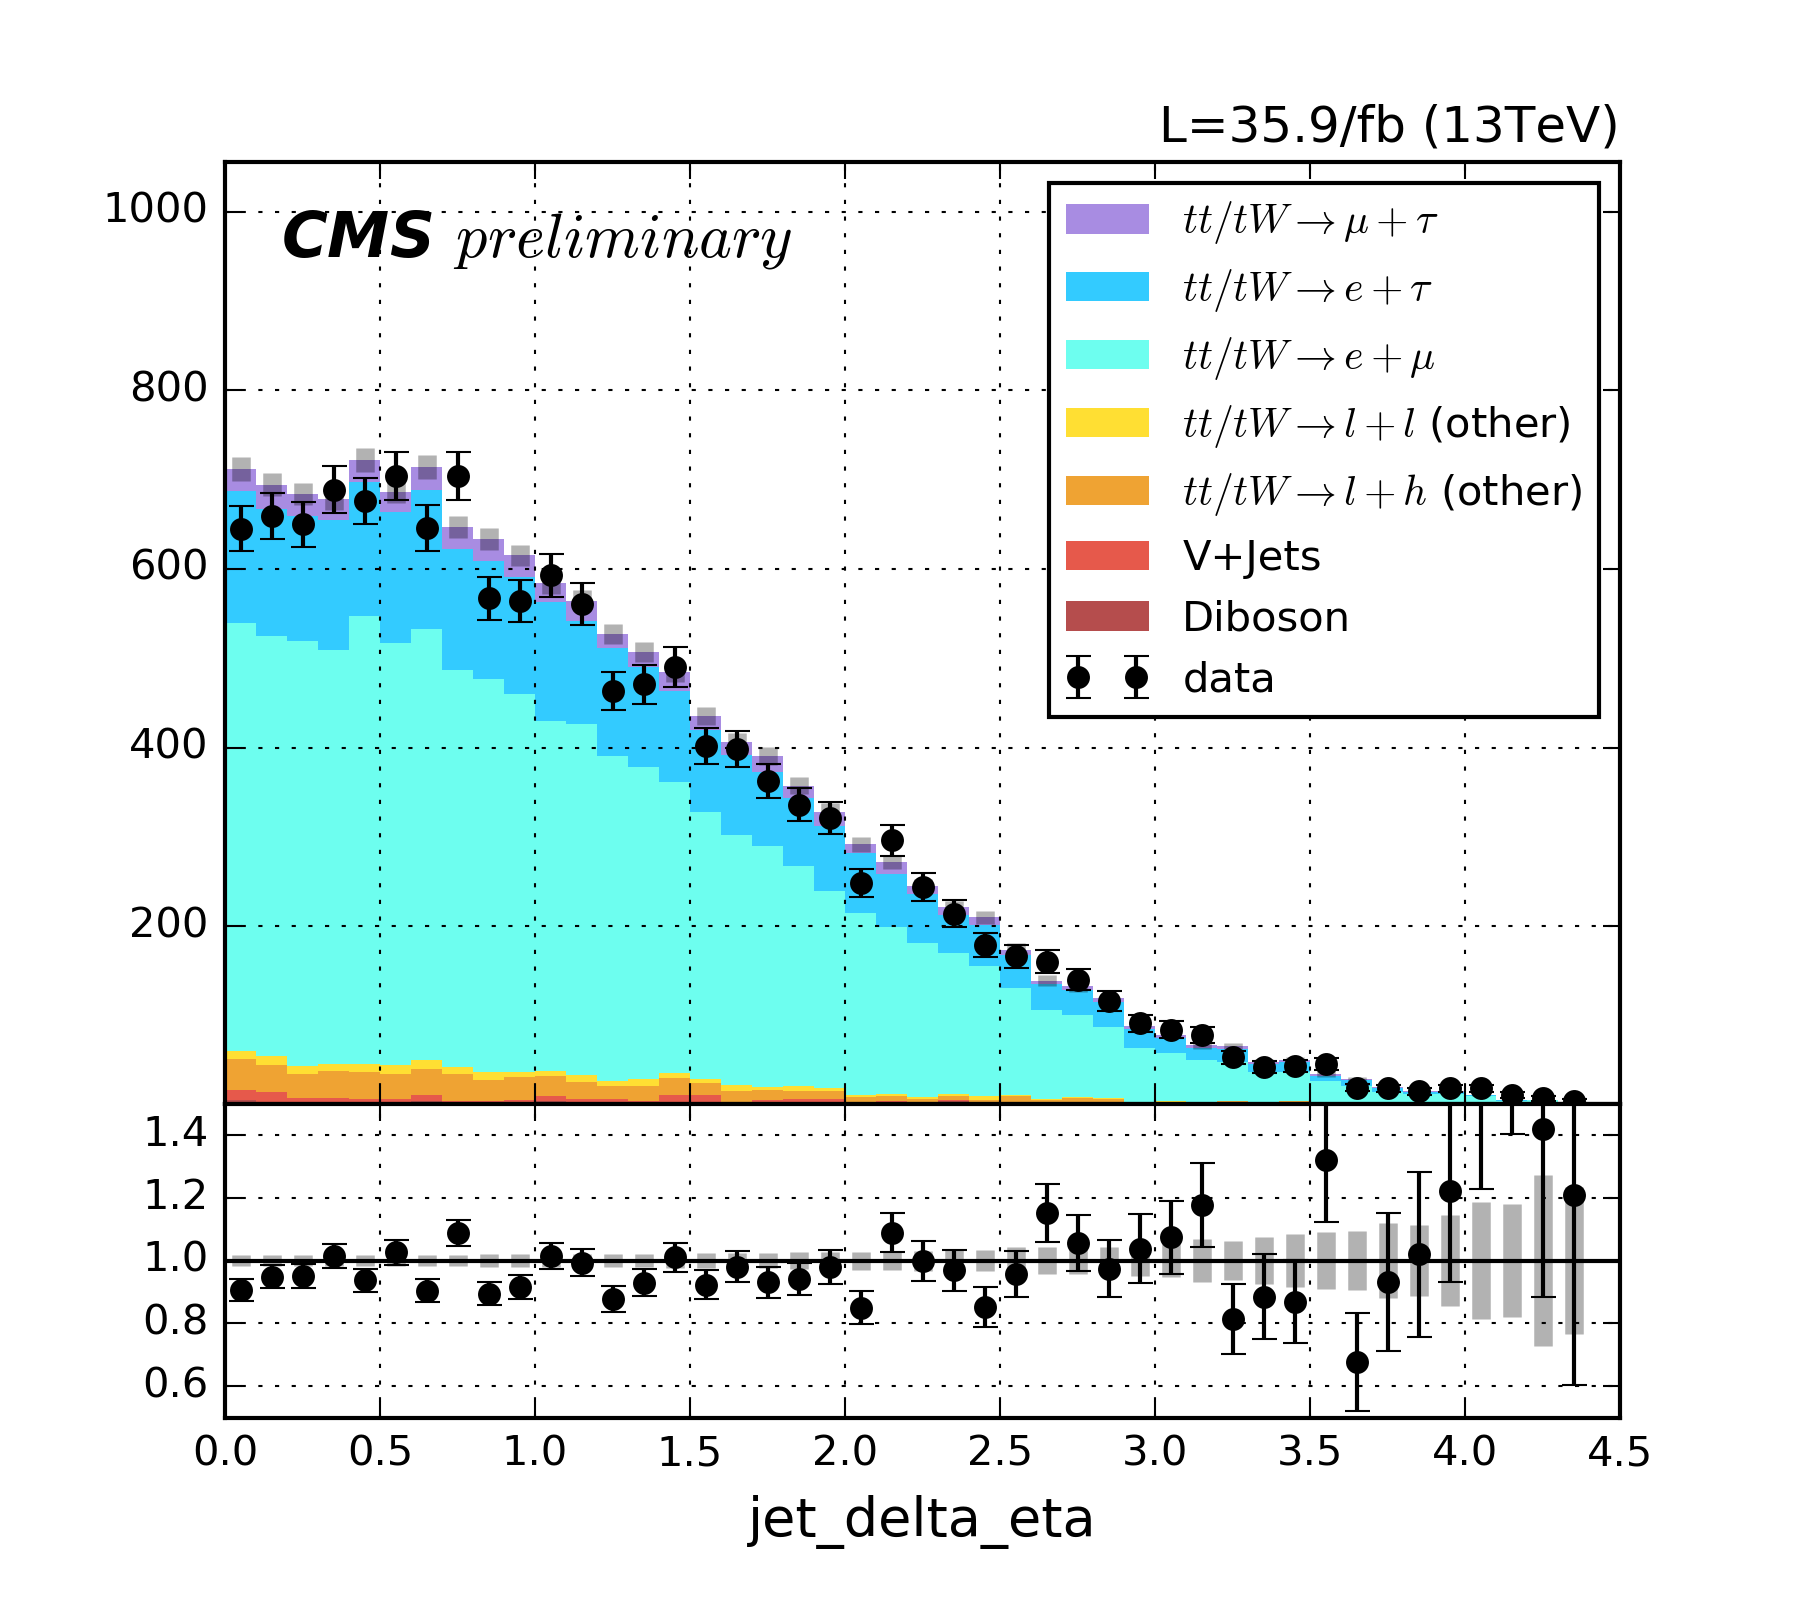 L=35.9/fb (13TeV)
CMS preliminary
1000
800
600
400
200
tt/tW → μ + τ
tt/tW → e + τ
tt/tW → e + μ
tt/tW → l + l (other)
tt/tW → l + h (other)
V+Jets
Diboson
data
1.4
1.2
1.0
0.8
0.6
0.0 0.5 1.0 1.5 2.0 2.5 3.0 3.5 4.0 4.5
jet_delta_eta